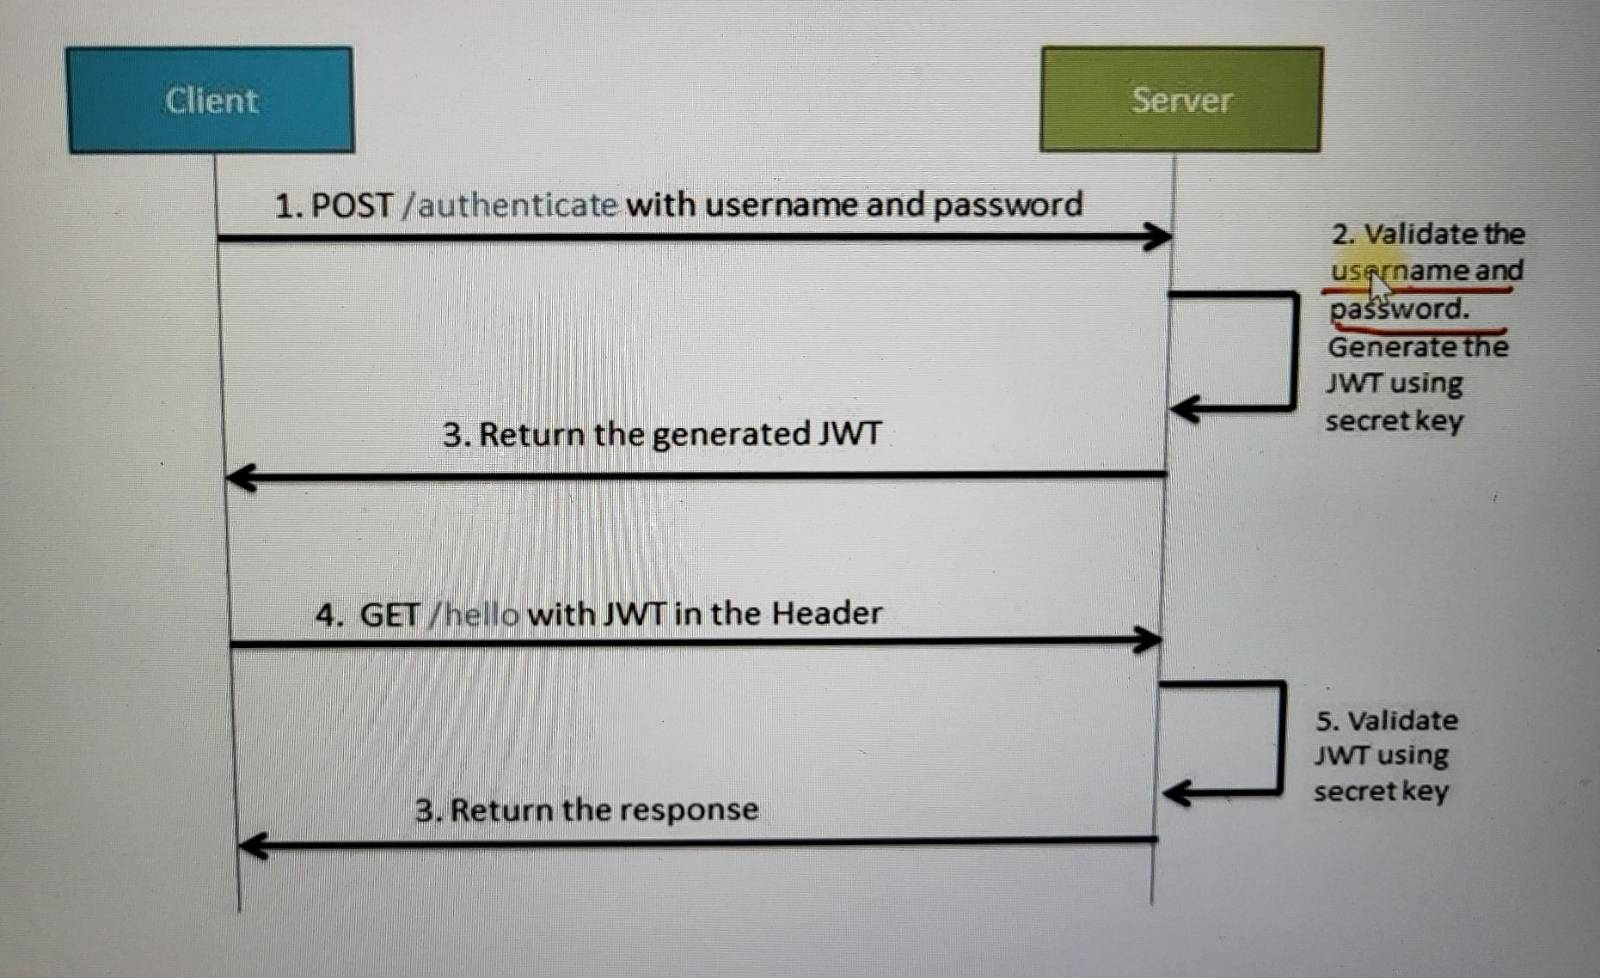 Client
Server
1. POST /authenticate with username and password
2. Validate the
username and
password.
Generate the
JWT using
secret key
3. Return the generated JWT
4. GET /hello with JWT in the Header
5. Validate
JWT using
secret key
3. Return the response